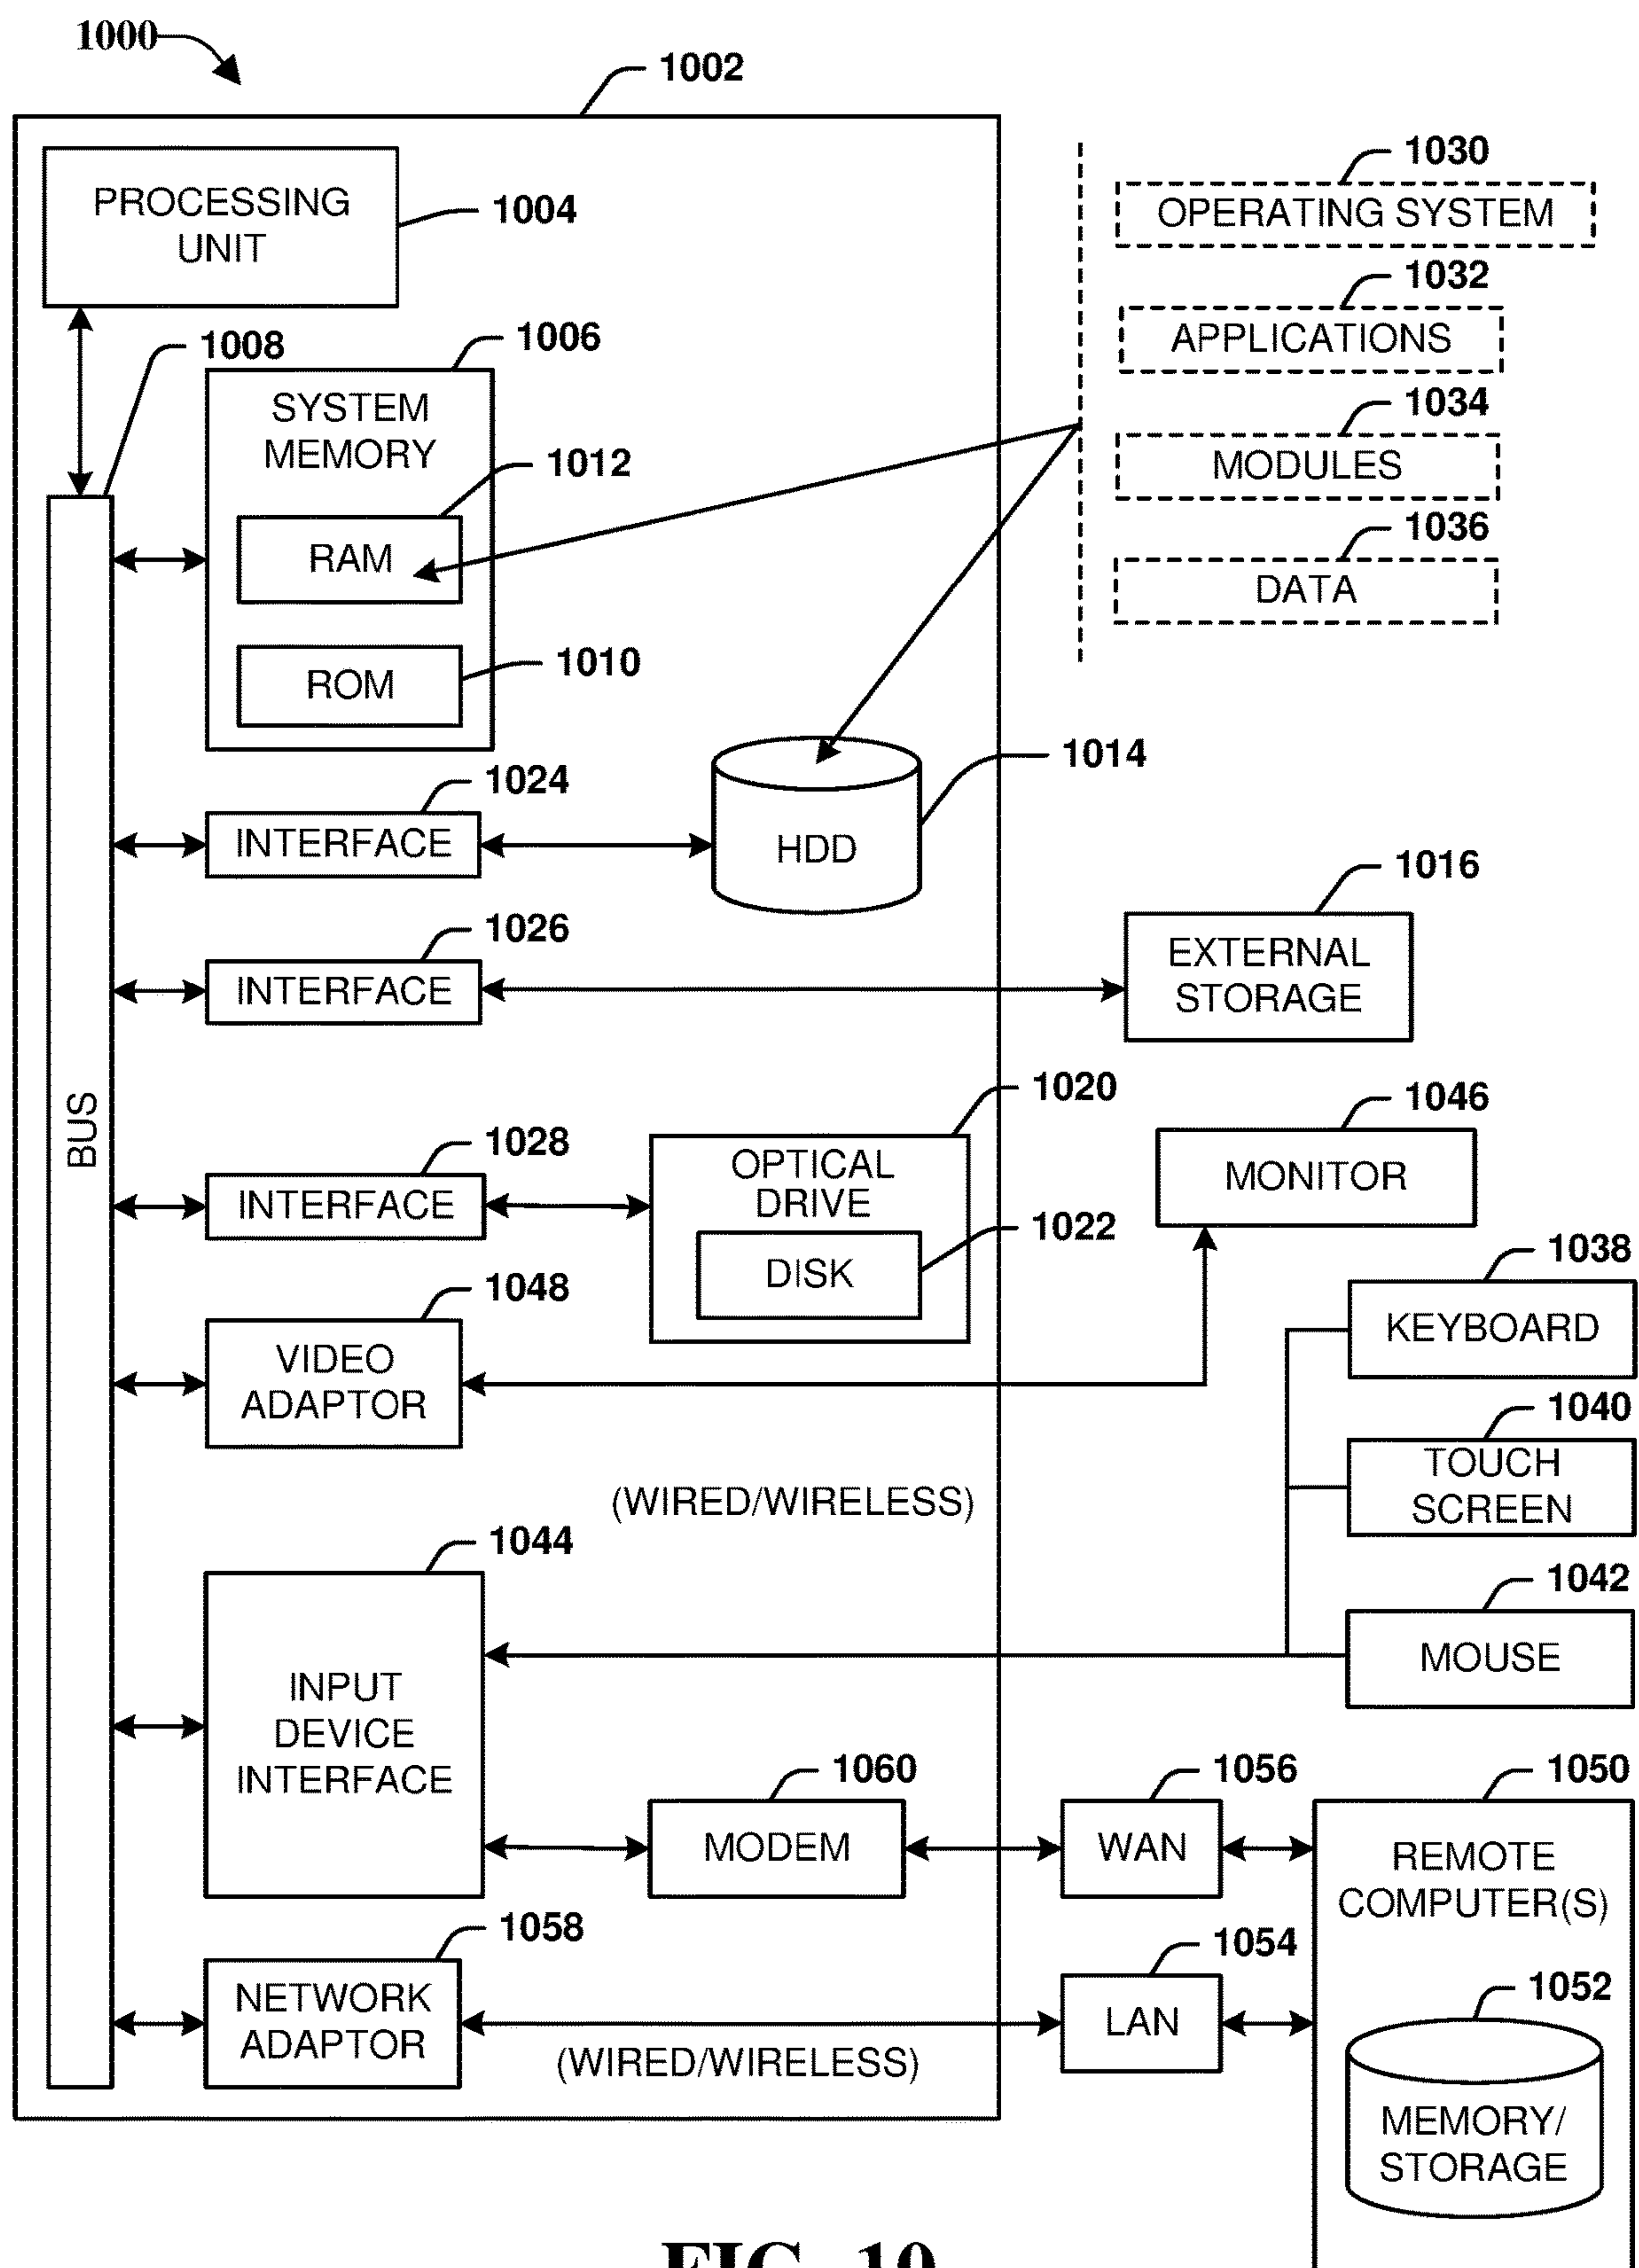 1000
1002
PROCESSING
UNIT
1004
1030
OPERATING SYSTEM
1032
APPLICATIONS
1034
MODULES
1036
DATA
1008
BUS
1006
SYSTEM
MEMORY
1012
RAM
1010
ROM
1024
INTERFACE
1014
HDD
1026
INTERFACE
1016
EXTERNAL
STORAGE
1028
INTERFACE
1020
OPTICAL
DRIVE
1022
DISK
1046
MONITOR
1048
VIDEO
ADAPTOR
1038
KEYBOARD
1040
TOUCH
SCREEN
(WIRED/WIRELESS)
1042
MOUSE
1044
INPUT
DEVICE
INTERFACE
1060
MODEM
1056
WAN
1050
REMOTE
COMPUTER(S)
1058
NETWORK
ADAPTOR
(WIRED/WIRELESS)
1054
LAN
1052
MEMORY/
STORAGE
FIG. 10